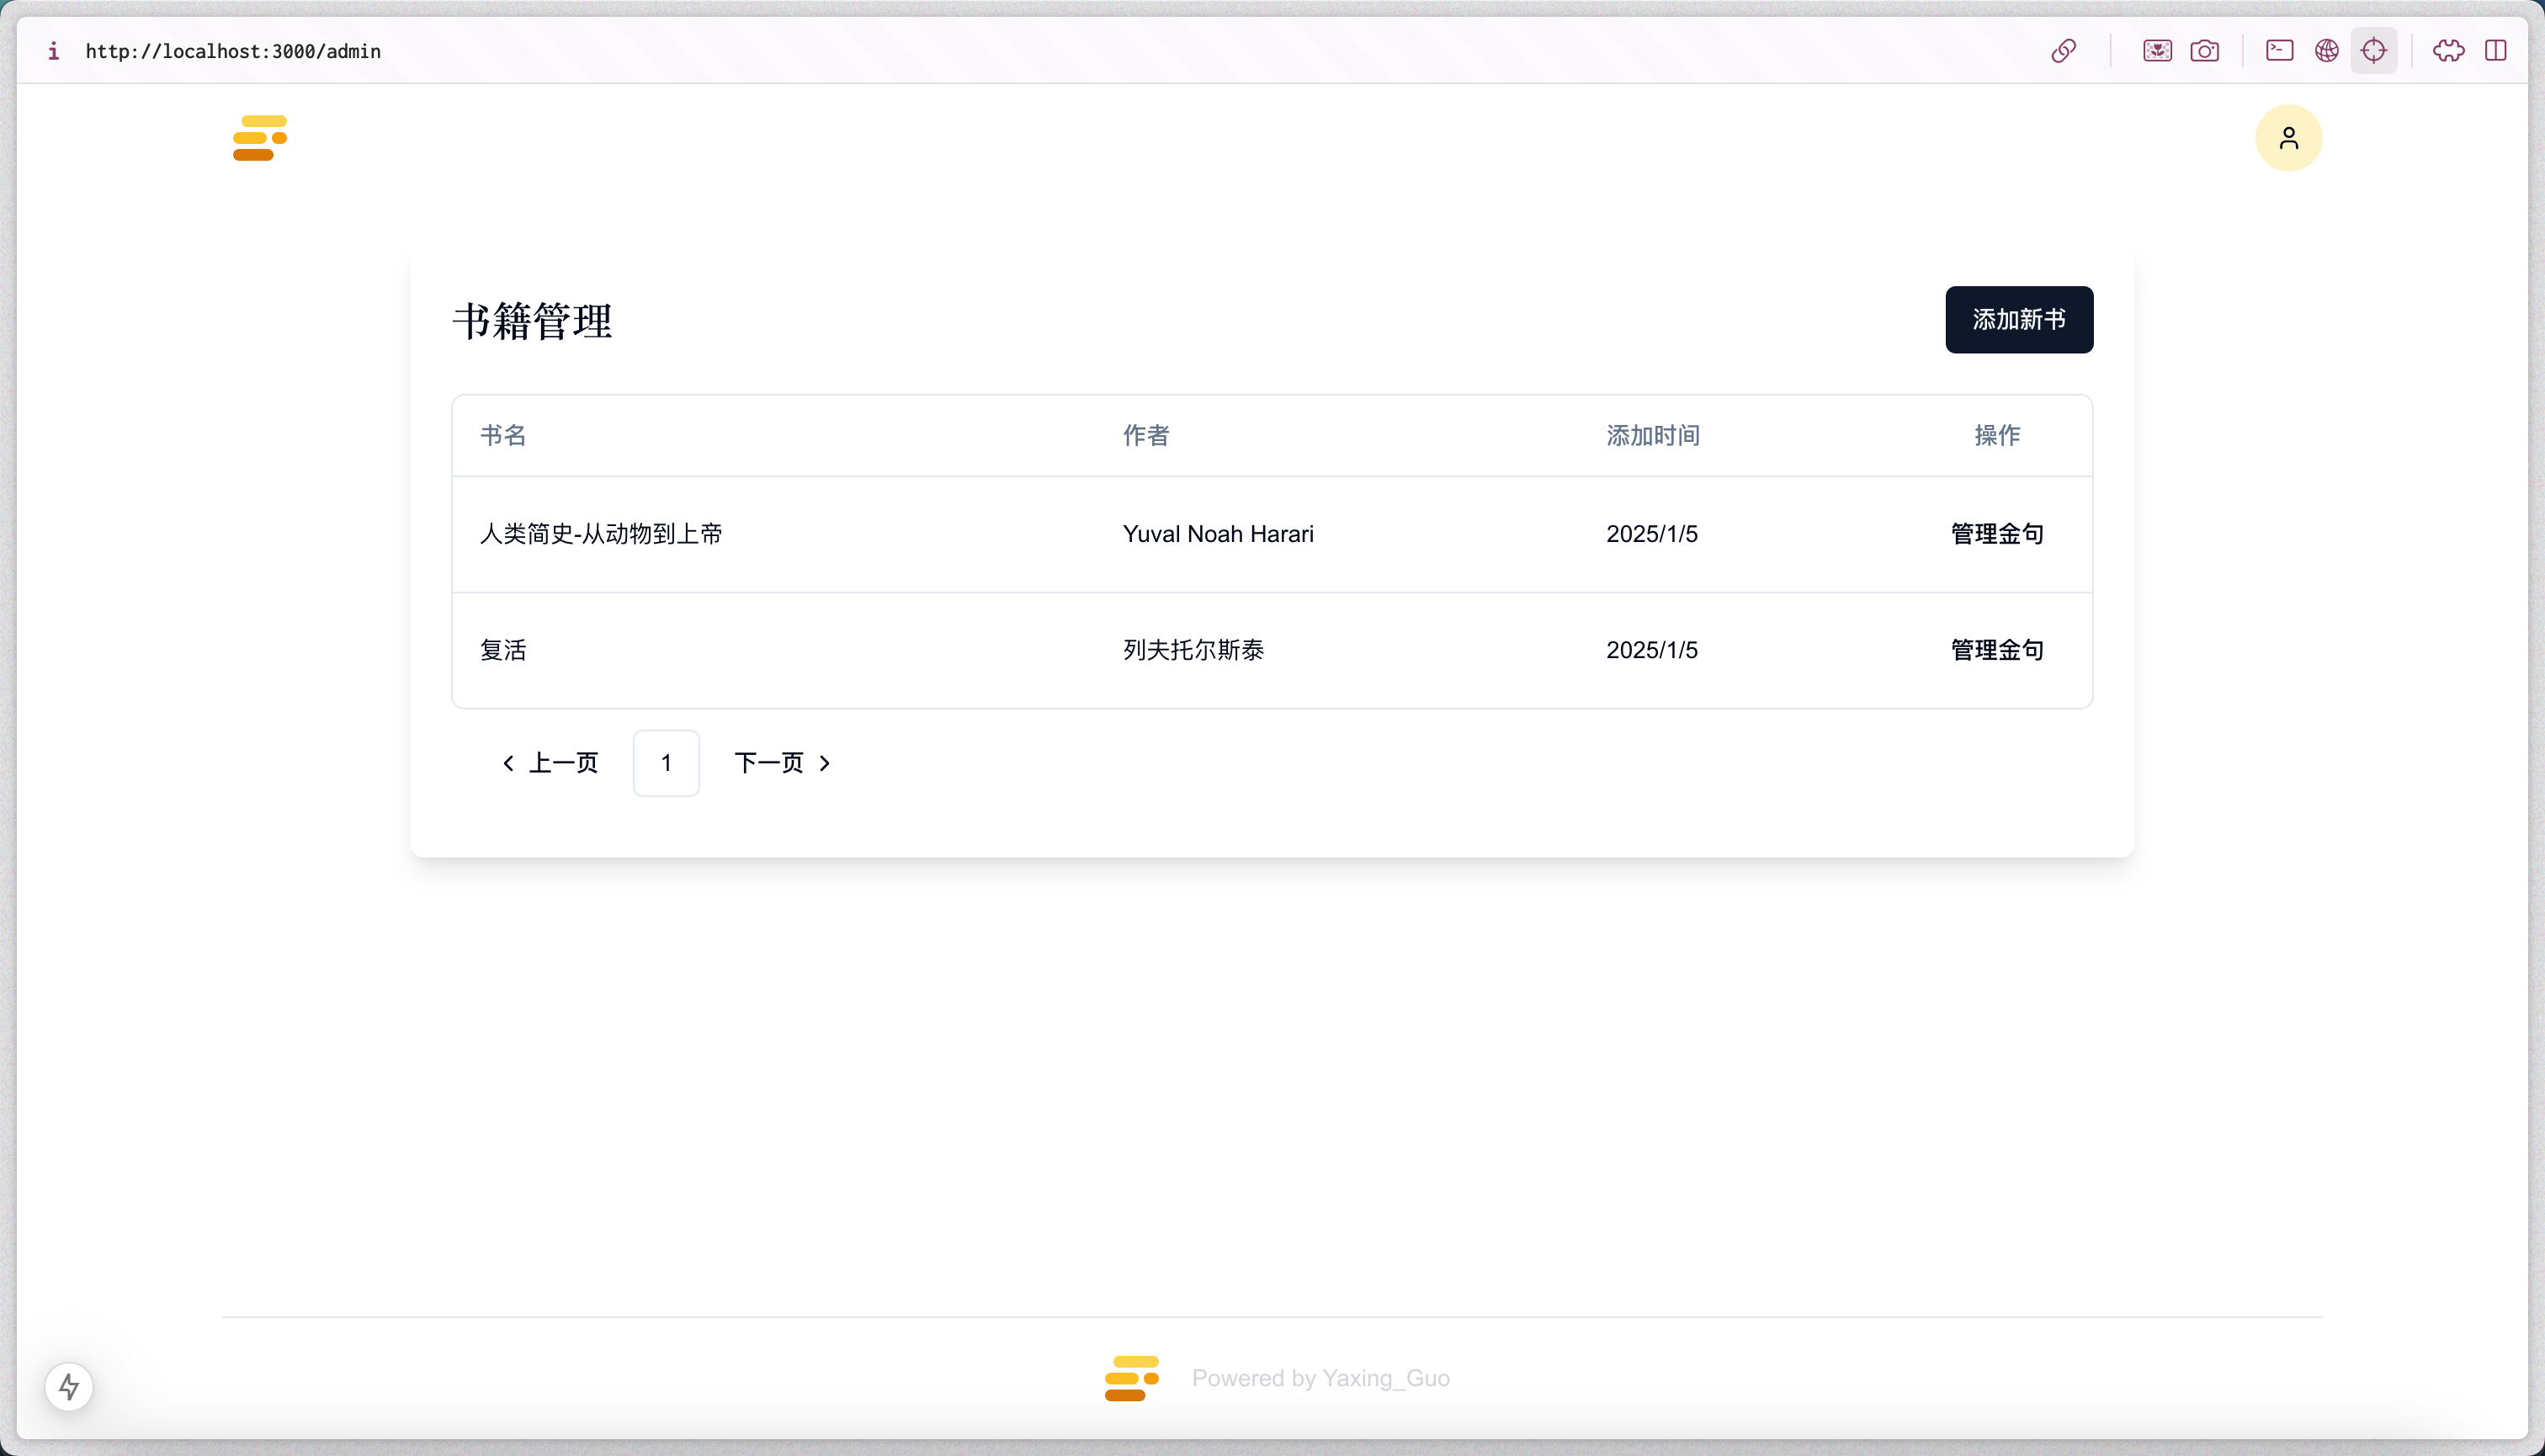 i http://localhost:3000/admin
书籍管理 添加新书
书名 作者 添加时间 操作
人类简史-从动物到上帝 Yuval Noah Harari 2025/1/5 管理金句
复活 列夫托尔斯泰 2025/1/5 管理金句
上一页 1 下一页
Powered by Yaxing_Guo